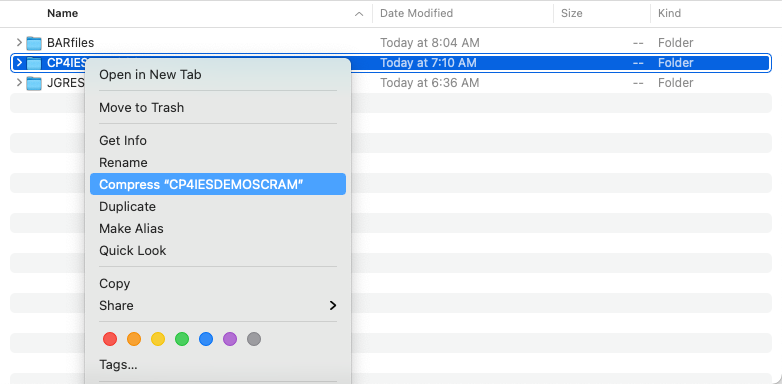 Name Date Modified Size Kind
BARfiles Today at 8:04 AM -- Folder
CP4IES Today at 7:10 AM -- Folder
JGRES Today at 6:36 AM -- Folder
Open in New Tab
Move to Trash
Get Info
Rename
Compress “CP4IESDEMOSCRAM”
Duplicate
Make Alias
Quick Look
Copy
Share
Tags...